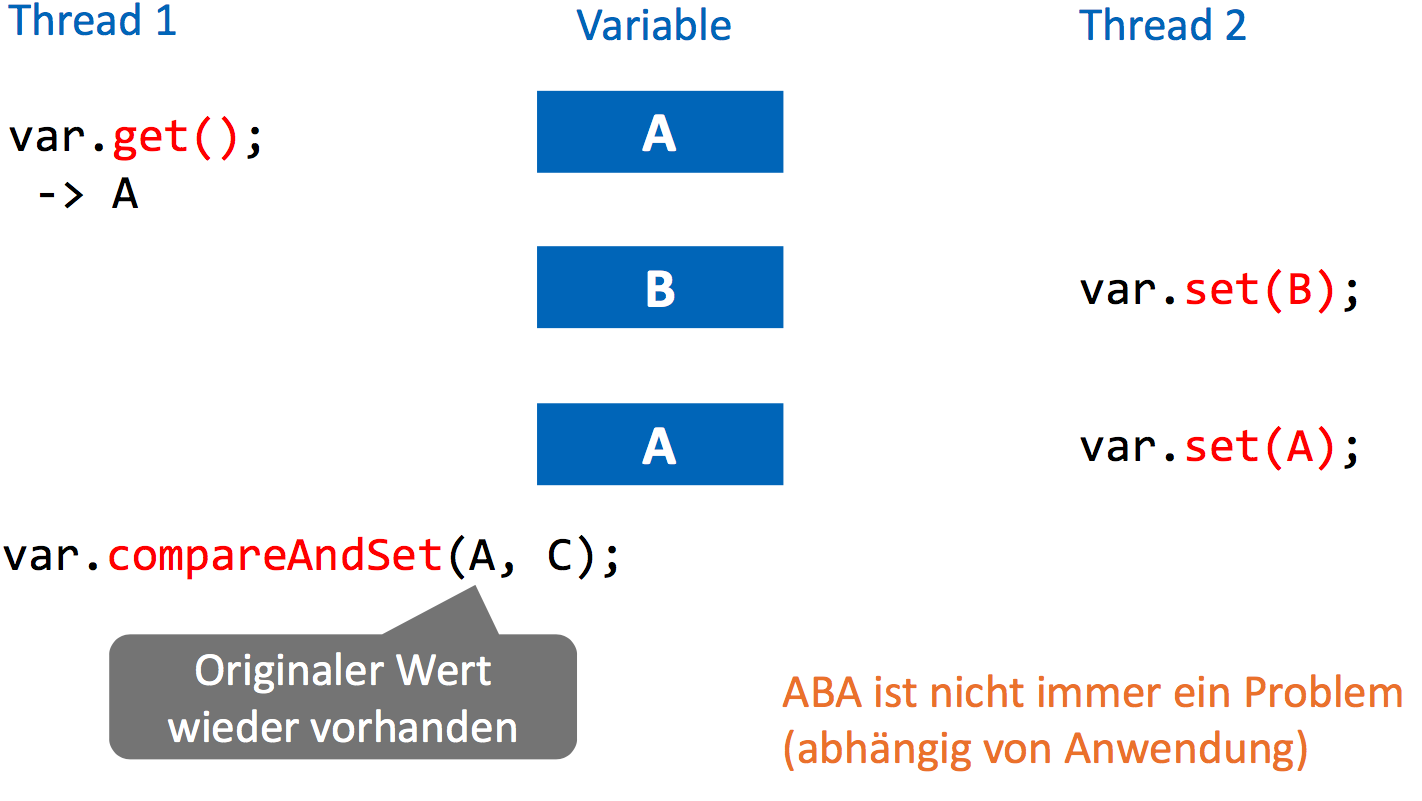 Thread 1
Variable
Thread 2
var.get();
-> A
A
B
var.set(B);
A
var.set(A);
var.compareAndSet(A, C);
Originaler Wert
wieder vorhanden
ABA ist nicht immer ein Problem
(abhängig von Anwendung)